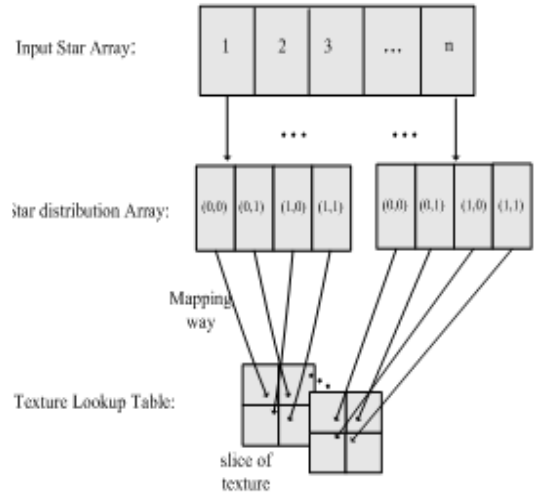 Input Star Array:
1 2 3 ... n
... ...
Star distribution Array:
(0,0) (0,1) (1,0) (1,1) (0,0) (0,1) (1,0) (1,1)
Mapping
way
...
Texture Lookup Table:
slice of
texture